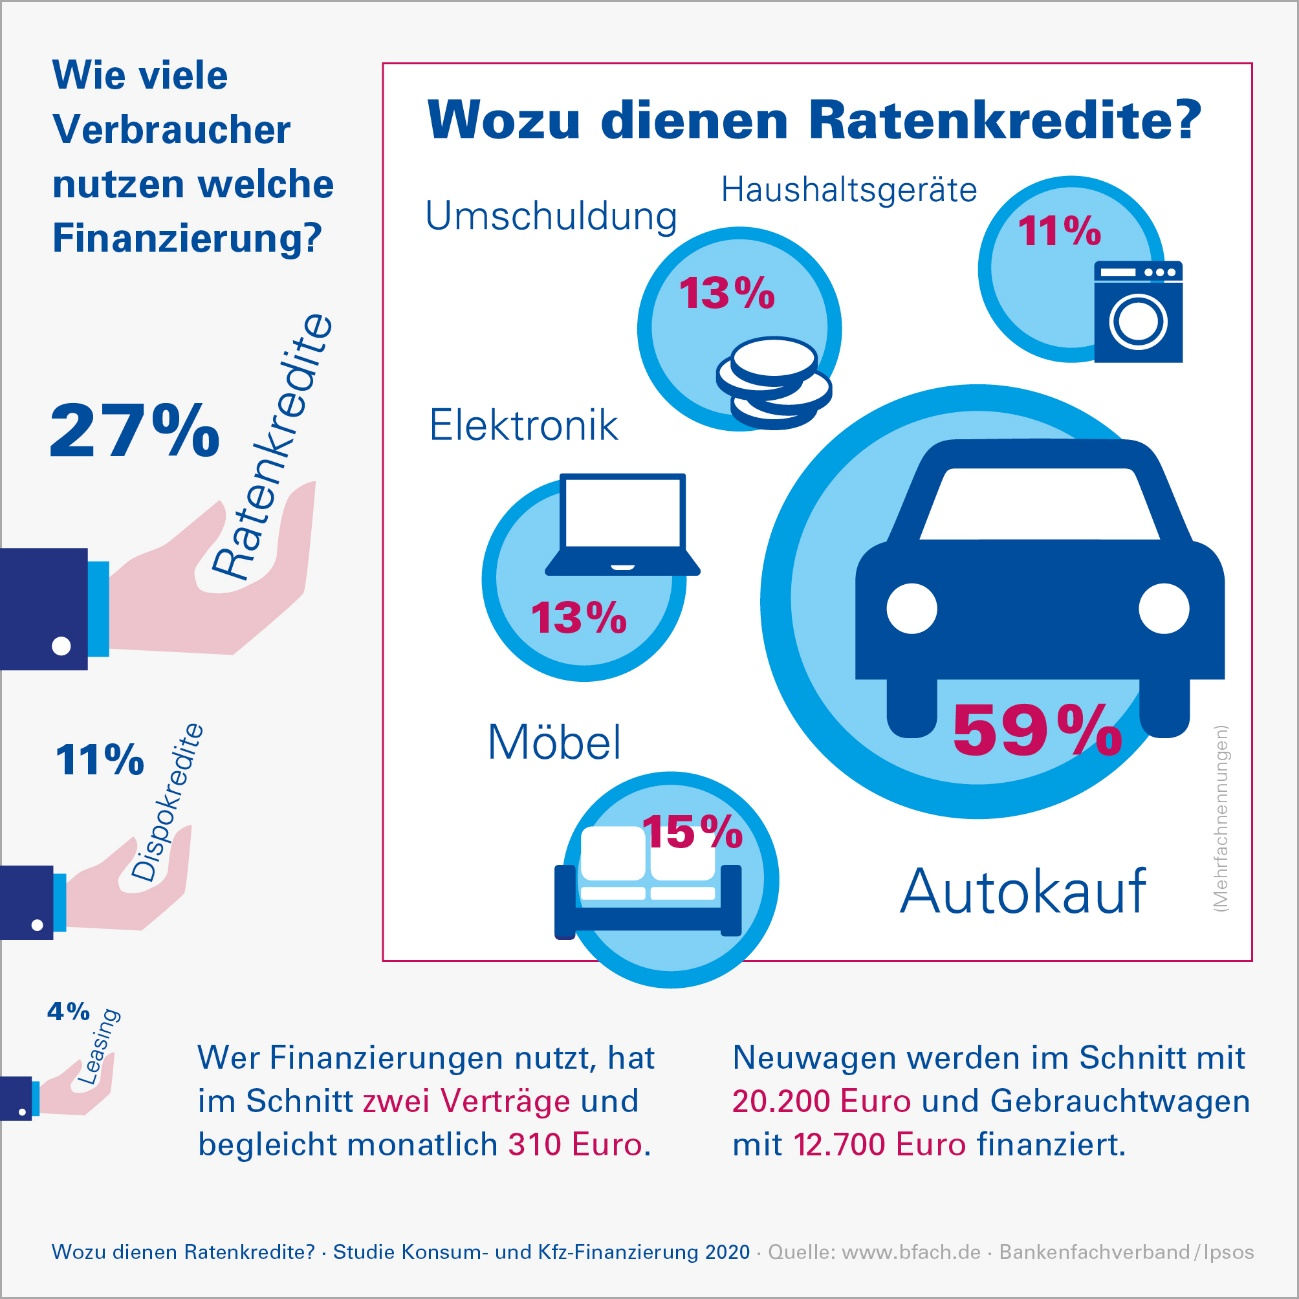 Wie viele
Verbraucher
nutzen welche
Finanzierung?
27%
Ratenkredite
11%
Dispokredite
4%
Leasing
Wozu dienen Ratenkredite?
Umschuldung
13%
Haushaltsgeräte
11%
Elektronik
13%
Möbel
15%
59%
Autokauf
(Mehrfachnennungen)
Wer Finanzierungen nutzt, hat
im Schnitt zwei Verträge und
begleicht monatlich 310 Euro.
Neuwagen werden im Schnitt mit
20.200 Euro und Gebrauchtwagen
mit 12.700 Euro finanziert.
Wozu dienen Ratenkredite? · Studie Konsum- und Kfz-Finanzierung 2020 · Quelle: www.bfach.de · Bankenfachverband/Ipsos